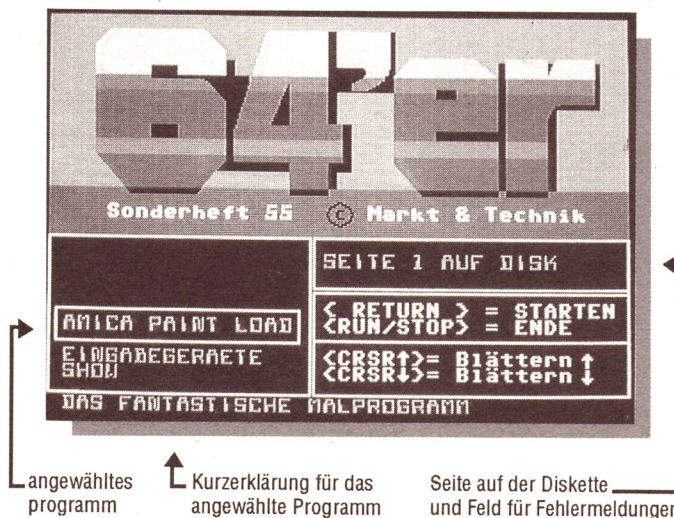 64'er
Sonderheft 55 © Markt & Technik
SEITE 1 AUF DISK
AMICA PAINT LOAD
EINGABEGERAETE
SHOW
< RETURN > = STARTEN
<RUN/STOP> = ENDE
<CRSR↑>= Blättern ↑
<CRSR↓>= Blättern ↓
DAS FANTASTISCHE MALPROGRAMM
angewähltes
programm
Kurzerklärung für das
angewählte Programm
Seite auf der Diskette
und Feld für Fehlermeldungen